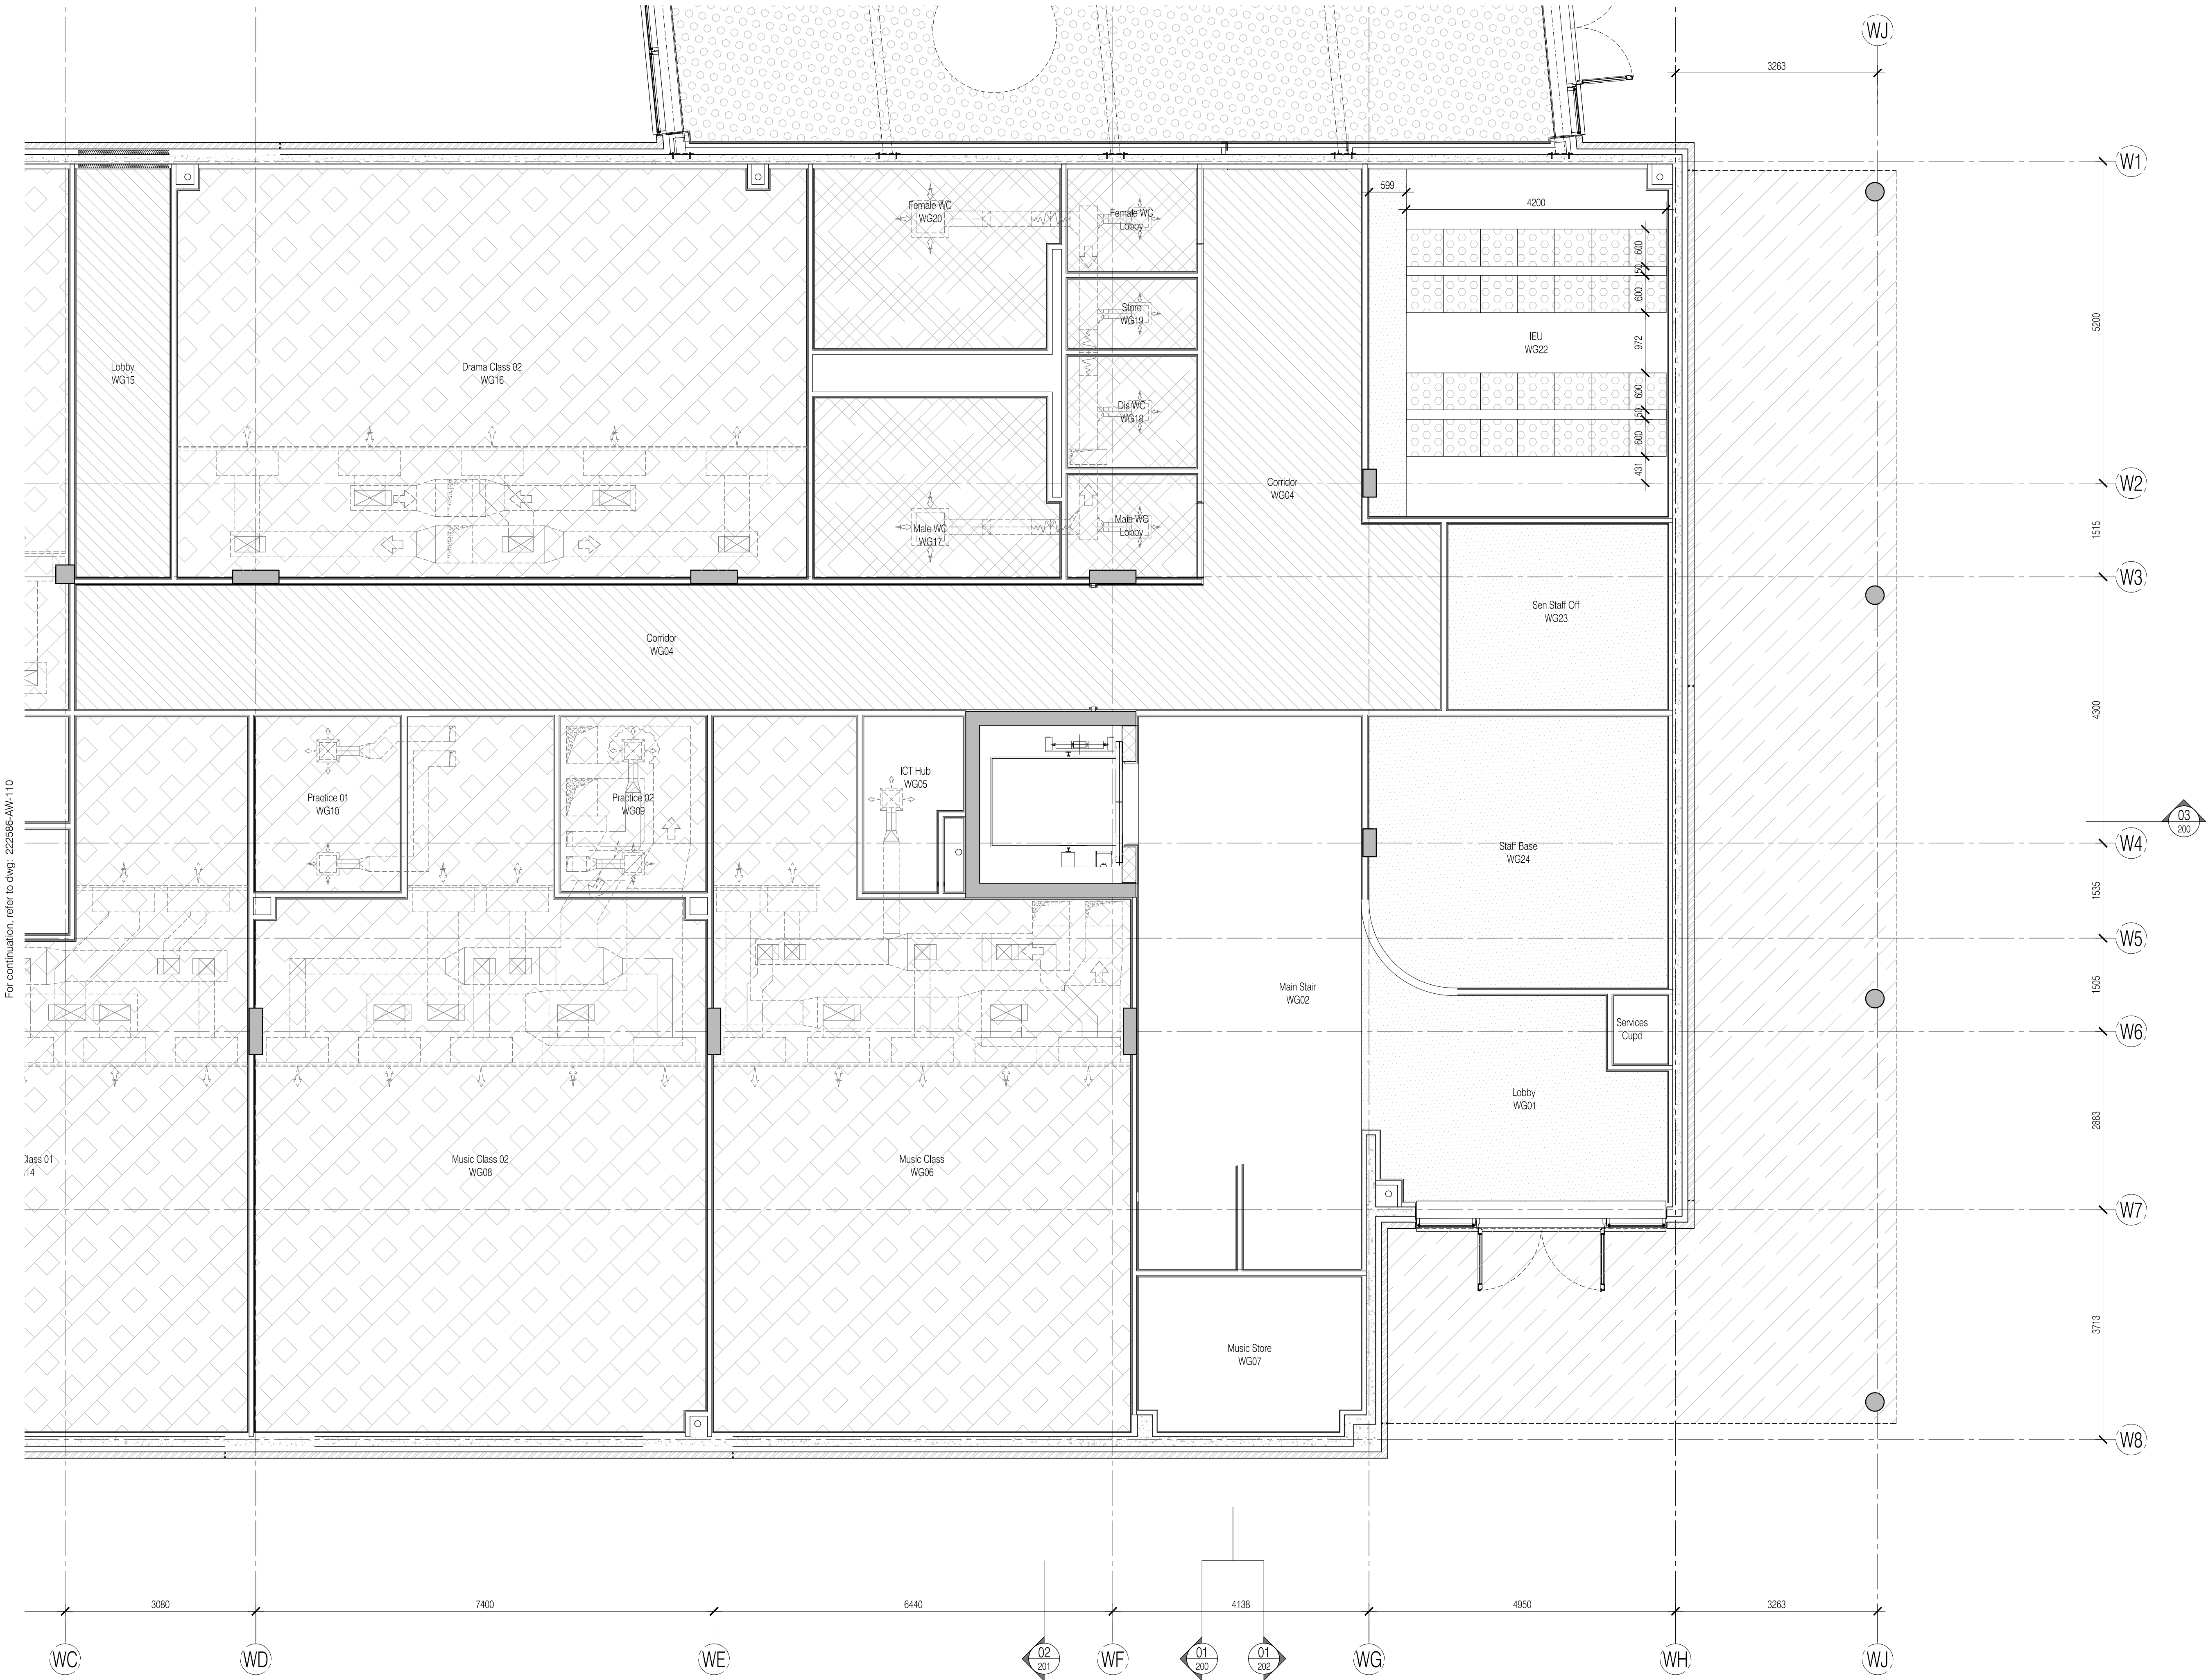 WJ
3263
W1
599
4200
Female WC
WG20
Female WC
Lobby
600
150
600
Store
WG19
5200
IEU
WG22
972
Lobby
WG15
Drama Class 02
WG16
600
150
Dis WC
WG18
600
431
Corridor
WG04
W2
Male WC
WG17
Male WC
Lobby
1515
W3
Sen Staff Off
WG23
Corridor
WG04
4300
ICT Hub
WG05
Practice 01
WG10
Practice 02
WG09
03
200
For continuation, refer to dwg: 222586-AW-110
Staff Base
WG24
W4
1535
W5
Main Stair
WG02
1505
Services
Cupd
W6
Lobby
WG01
2883
Class 01
14
Music Class 02
WG08
Music Class
WG06
W7
Music Store
WG07
3713
W8
3080
7400
6440
4138
4950
3263
WC
WD
WE
02
201
WF
01
200
01
202
WG
WH
WJ